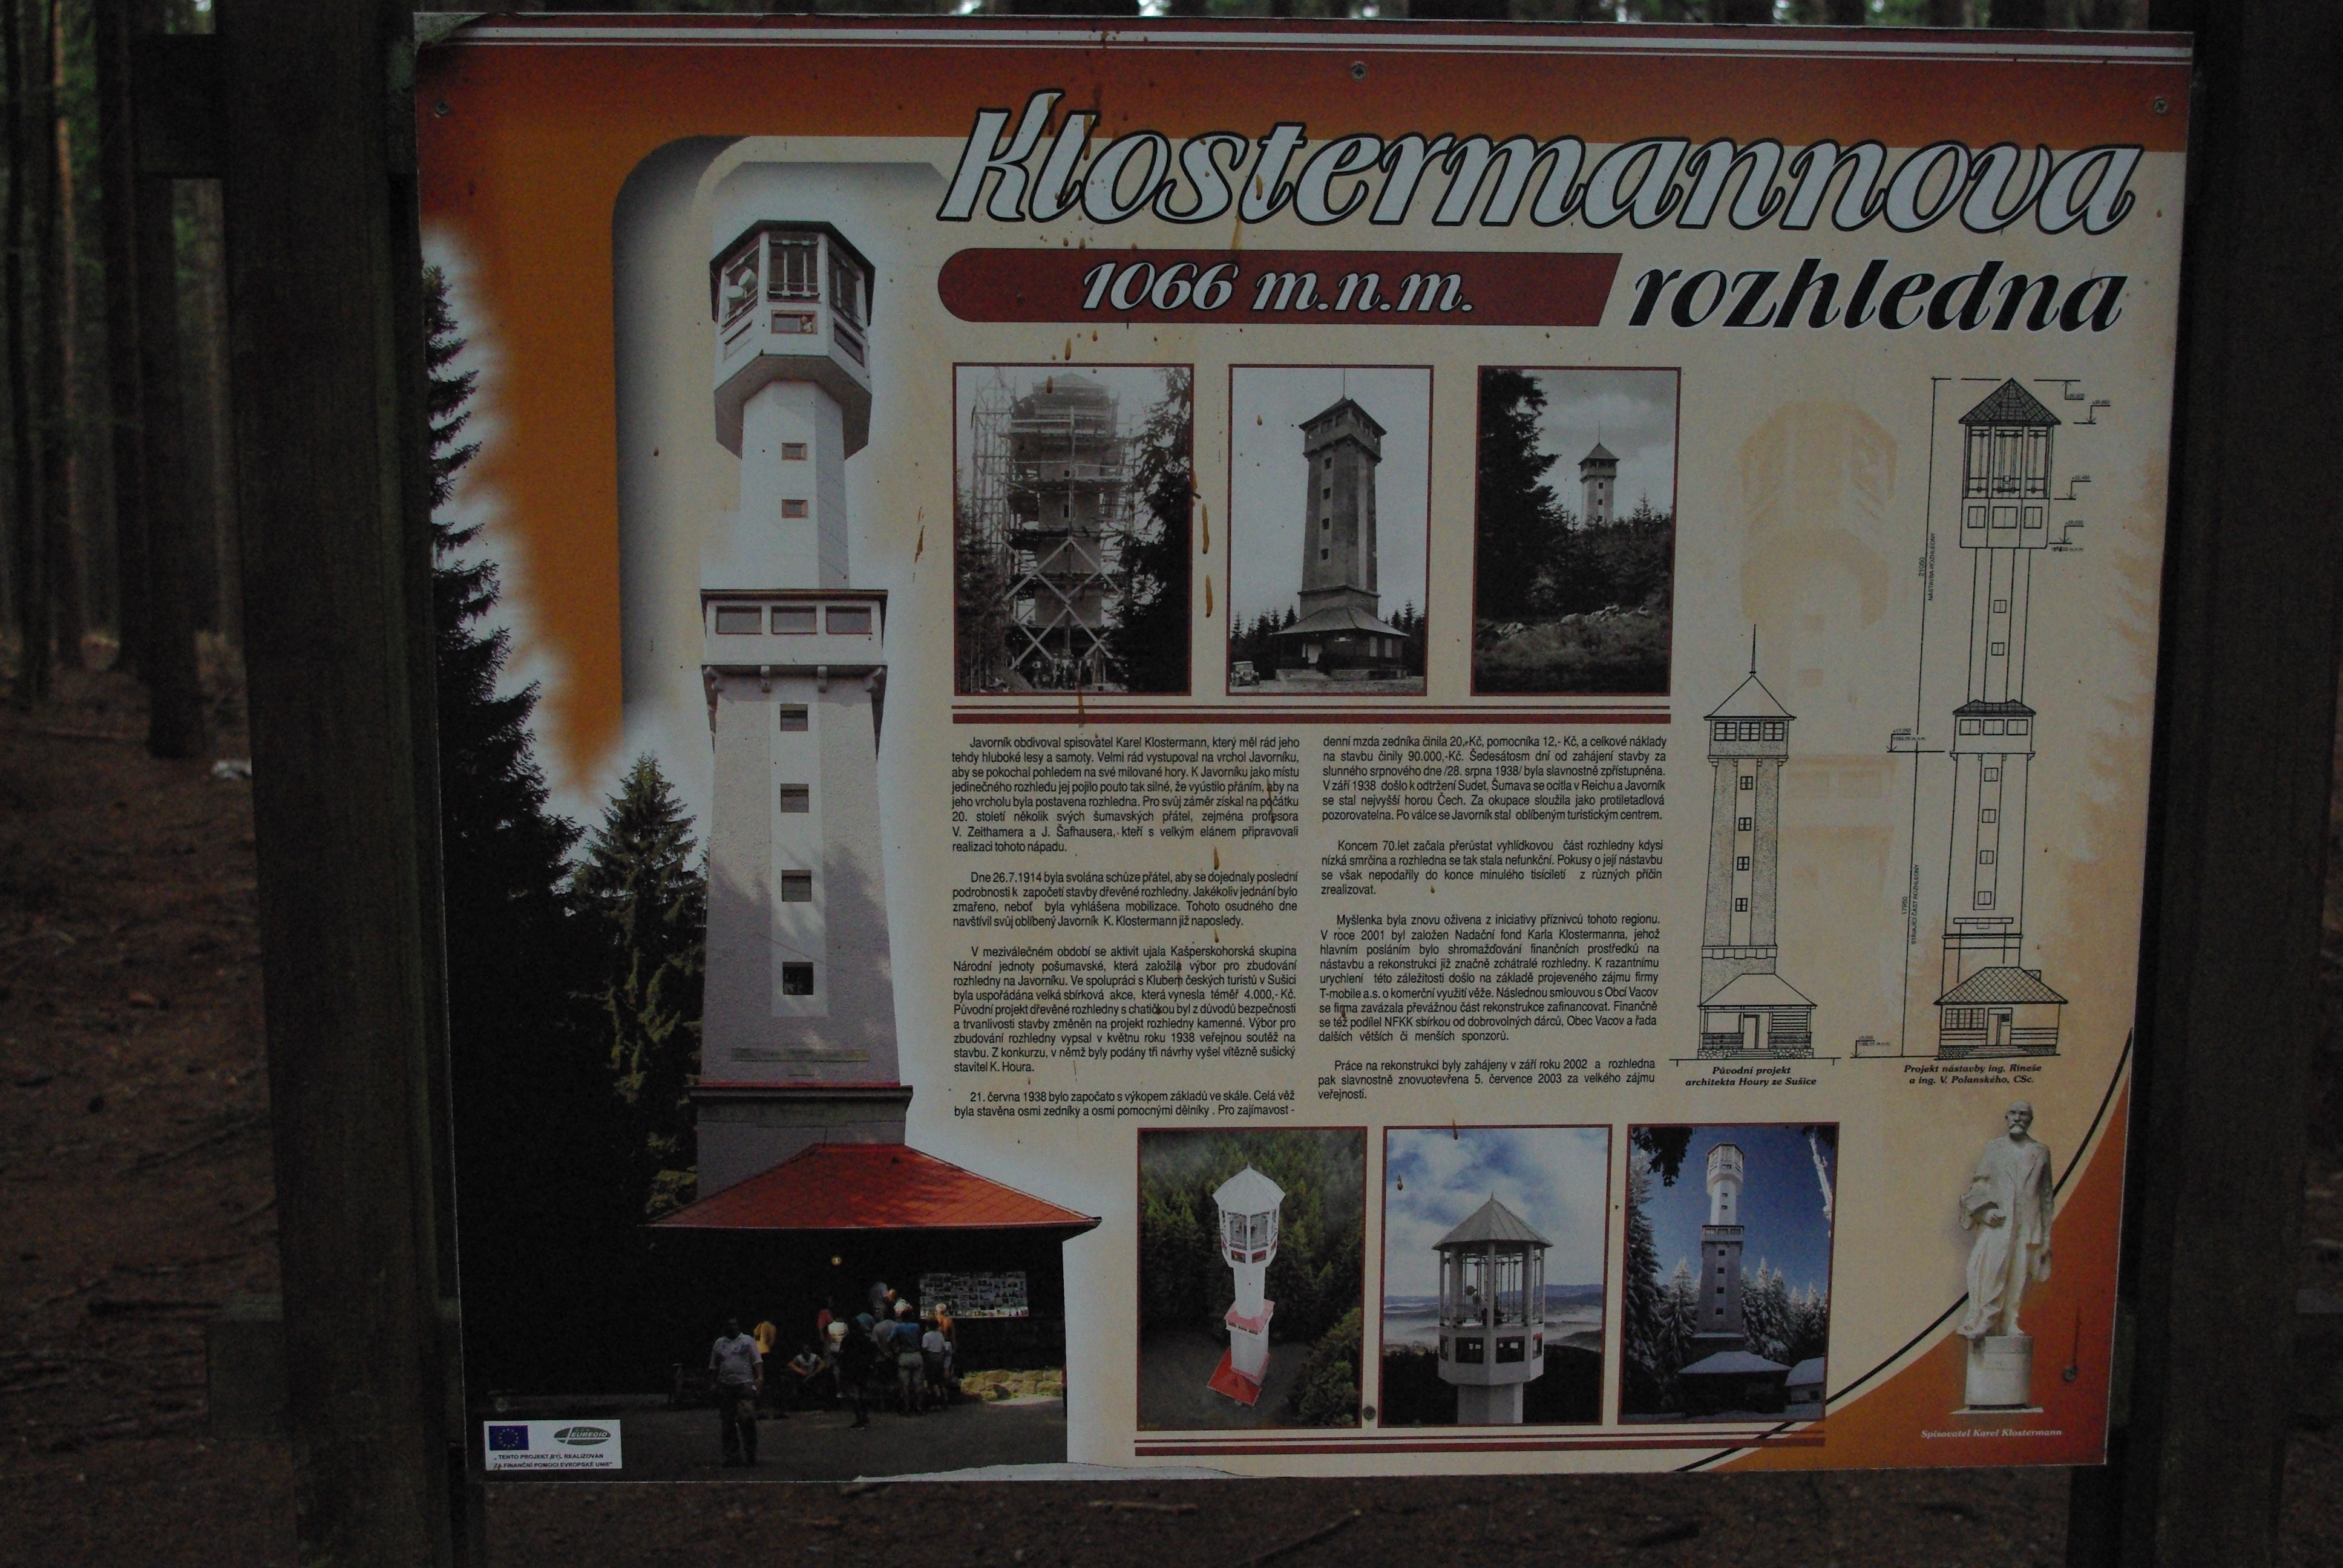 Klostermannova
1066 m.n.m.
rozhledna
Javorník obdivoval spisovatel Karel Klostermann, který měl rád jeho
tehdy hluboké lesy a samoty. Velmi rád vystupoval na vrchol Javorníku,
aby se pokochal pohledem na své milované hory. K Javorníku jako místu
jedinečného rozhledu jej pojilo pouto tak silné, že vyústilo přáním, aby na
jeho vrcholu byla postavena rozhledna. Pro svůj záměr získal na počátku
20. století několik svých šumavských přátel, zejména profesora
V. Zeithamera a J. Šafhausera, kteří s velkým elánem připravovali
realizaci tohoto nápadu.
Dne 26.7.1914 byla svolána schůze přátel, aby se dojednaly poslední
podrobnosti k započetí stavby dřevěné rozhledny. Jakékoliv jednání bylo
zmařeno, neboť byla vyhlášena mobilizace. Tohoto osudného dne
navštívil svůj oblíbený Javorník K. Klostermann již naposledy.
V meziválečném období se aktivit ujala Kašperskohorská skupina
Národní jednoty pošumavské, která založila výbor pro zbudování
rozhledny na Javorníku. Ve spolupráci s Klubem českých turistů v Sušici
byla uspořádána velká sbírková akce, která vynesla téměř 4.000,- Kč.
Původní projekt dřevěné rozhledny s chatičkou byl z důvodů bezpečnosti
a trvanlivosti stavby změněn na projekt rozhledny kamenné. Výbor pro
zbudování rozhledny vypsal v květnu roku 1938 veřejnou soutěž na
stavbu. Z konkurzu, v němž byly podány tři návrhy vyšel vítězně sušický
stavitel K. Houra.
21. června 1938 bylo započato s výkopem základů ve skále. Celá věž
byla stavěna osmi zedníky a osmi pomocnými dělníky . Pro zajímavost -
denní mzda zedníka činila 20,-Kč, pomocníka 12,- Kč, a celkové náklady
na stavbu činily 90.000,-Kč. Šedesátosm dní od zahájení stavby za
slunného srpnového dne /28. srpna 1938/ byla slavnostně zpřístupněna.
V září 1938 došlo k odtržení Sudet, Šumava se ocitla v Reichu a Javorník
se stal nejvyšší horou Čech. Za okupace sloužila jako protiletadlová
pozorovatelna. Po válce se Javorník stal oblíbeným turistickým centrem.
Koncem 70.let začala přerůstat vyhlídkovou část rozhledny kdysi
nízká smrčina a rozhledna se tak stala nefunkční. Pokusy o její nástavbu
se však nepodařily do konce minulého tisíciletí z různých příčin
zrealizovat.
Myšlenka byla znovu oživena z iniciativy příznivců tohoto regionu.
V roce 2001 byl založen Nadační fond Karla Klostermanna, jehož
hlavním posláním bylo shromažďování finančních prostředků na
nástavbu a rekonstrukci již značně zchátralé rozhledny. K razantnímu
urychlení této záležitosti došlo na základě projeveného zájmu firmy
T-mobile a.s. o komerční využití věže. Následnou smlouvou s Obcí Vacov
se firma zavázala převážnou část rekonstrukce zafinancovat. Finančně
se též podílel NFKK sbírkou od dobrovolných dárců, Obec Vacov a řada
dalších větších či menších sponzorů.
Práce na rekonstrukci byly zahájeny v září roku 2002 a rozhledna
pak slavnostně znovuotevřena 5. července 2003 za velkého zájmu
veřejnosti.
NÁSTAVBA ROZHLEDNY
STÁVAJÍCÍ ČÁST ROZHLEDNY
Původní projekt
architekta Houry ze Sušice
Projekt nástavby ing. Rineše
a ing. V. Polanského, CSc.
Spisovatel Karel Klostermann
EUREGIO
„TENTO PROJEKT BYL REALIZOVÁN
ZA FINANČNÍ POMOCI EVROPSKÉ UNIE"